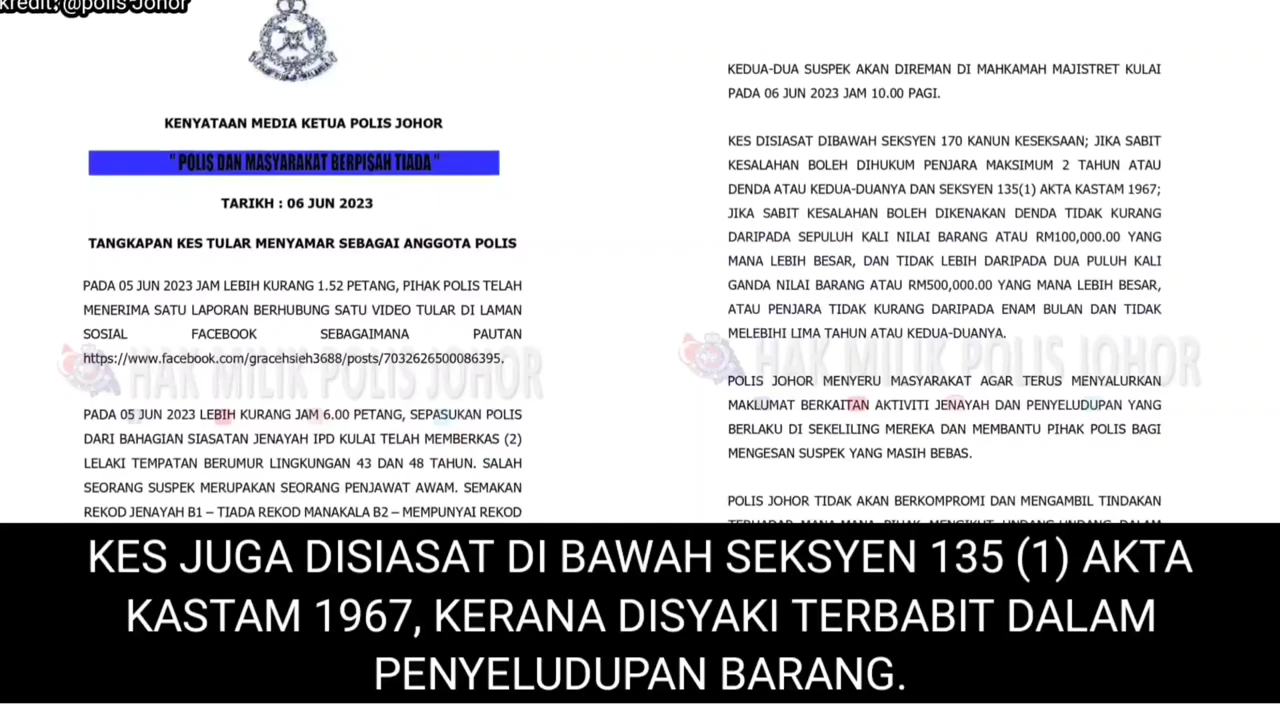 kredit: @polis Johor
KENYATAAN MEDIA KETUA POLIS JOHOR
" POLIS DAN MASYARAKAT BERPISAH TIADA "
TARIKH : 06 JUN 2023
TANGKAPAN KES TULAR MENYAMAR SEBAGAI ANGGOTA POLIS
PADA 05 JUN 2023 JAM LEBIH KURANG 1.52 PETANG, PIHAK POLIS TELAH
MENERIMA SATU LAPORAN BERHUBUNG SATU VIDEO TULAR DI LAMAN
SOSIAL FACEBOOK SEBAGAIMANA PAUTAN
https://www.facebook.com/gracehsieh3688/posts/7032626500086395.
HAK MILIK POLIS JOHOR
PADA 05 JUN 2023 LEBIH KURANG JAM 6.00 PETANG, SEPASUKAN POLIS
DARI BAHAGIAN SIASATAN JENAYAH IPD KULAI TELAH MEMBERKAS (2)
LELAKI TEMPATAN BERUMUR LINGKUNGAN 43 DAN 48 TAHUN. SALAH
SEORANG SUSPEK MERUPAKAN SEORANG PENJAWAT AWAM. SEMAKAN
REKOD JENAYAH B1 – TIADA REKOD MANAKALA B2 – MEMPUNYAI REKOD
KEDUA-DUA SUSPEK AKAN DIREMAN DI MAHKAMAH MAJISTRET KULAI
PADA 06 JUN 2023 JAM 10.00 PAGI.
KES DISIASAT DIBAWAH SEKSYEN 170 KANUN KESEKSAAN; JIKA SABIT
KESALAHAN BOLEH DIHUKUM PENJARA MAKSIMUM 2 TAHUN ATAU
DENDA ATAU KEDUA-DUANYA DAN SEKSYEN 135(1) AKTA KASTAM 1967;
JIKA SABIT KESALAHAN BOLEH DIKENAKAN DENDA TIDAK KURANG
DARIPADA SEPULUH KALI NILAI BARANG ATAU RM100,000.00 YANG
MANA LEBIH BESAR, DAN TIDAK LEBIH DARIPADA DUA PULUH KALI
GANDA NILAI BARANG ATAU RM500,000.00 YANG MANA LEBIH BESAR,
ATAU PENJARA TIDAK KURANG DARIPADA ENAM BULAN DAN TIDAK
MELEBIHI LIMA TAHUN ATAU KEDUA-DUANYA.
HAK MILIK POLIS JOHOR
POLIS JOHOR MENYERU MASYARAKAT AGAR TERUS MENYALURKAN
MAKLUMAT BERKAITAN AKTIVITI JENAYAH DAN PENYELUDUPAN YANG
BERLAKU DI SEKELILING MEREKA DAN MEMBANTU PIHAK POLIS BAGI
MENGESAN SUSPEK YANG MASIH BEBAS.
POLIS JOHOR TIDAK AKAN BERKOMPROMI DAN MENGAMBIL TINDAKAN
TERHADAP MANA-MANA PIHAK MENGIKUT UNDANG-UNDANG DALAM
KES JUGA DISIASAT DI BAWAH SEKSYEN 135 (1) AKTA
KASTAM 1967, KERANA DISYAKI TERBABIT DALAM
PENYELUDUPAN BARANG.